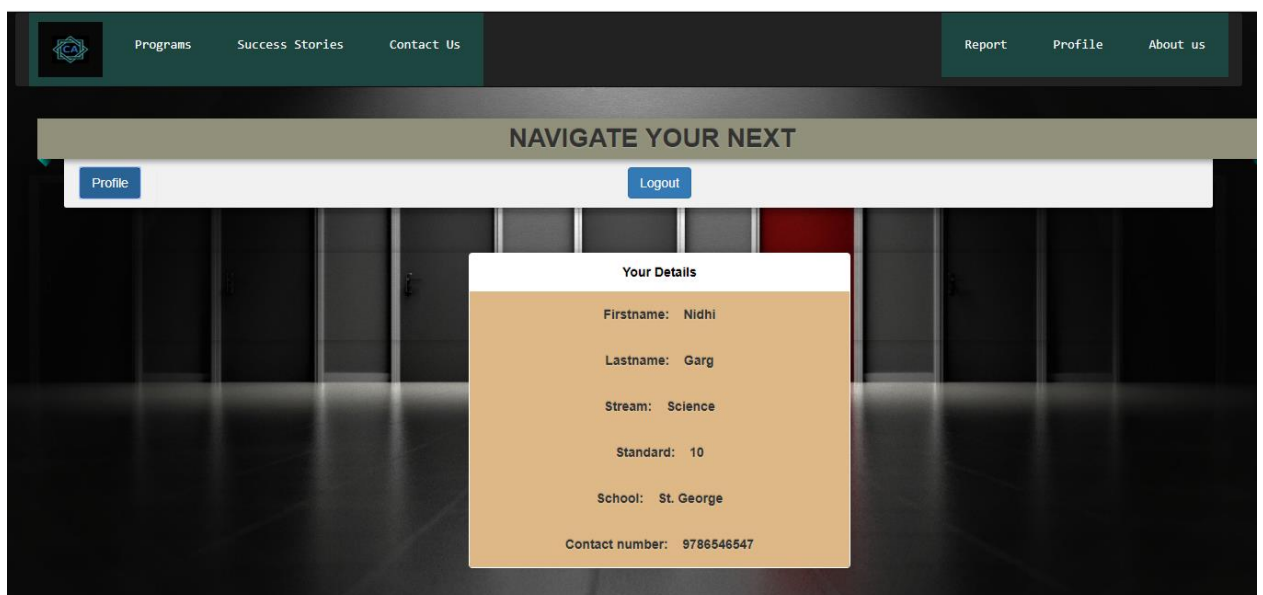 CA Programs Success Stories Contact Us Report Profile About us
NAVIGATE YOUR NEXT
Profile Logout
Your Details
Firstname: Nidhi
Lastname: Garg
Stream: Science
Standard: 10
School: St. George
Contact number: 9786546547